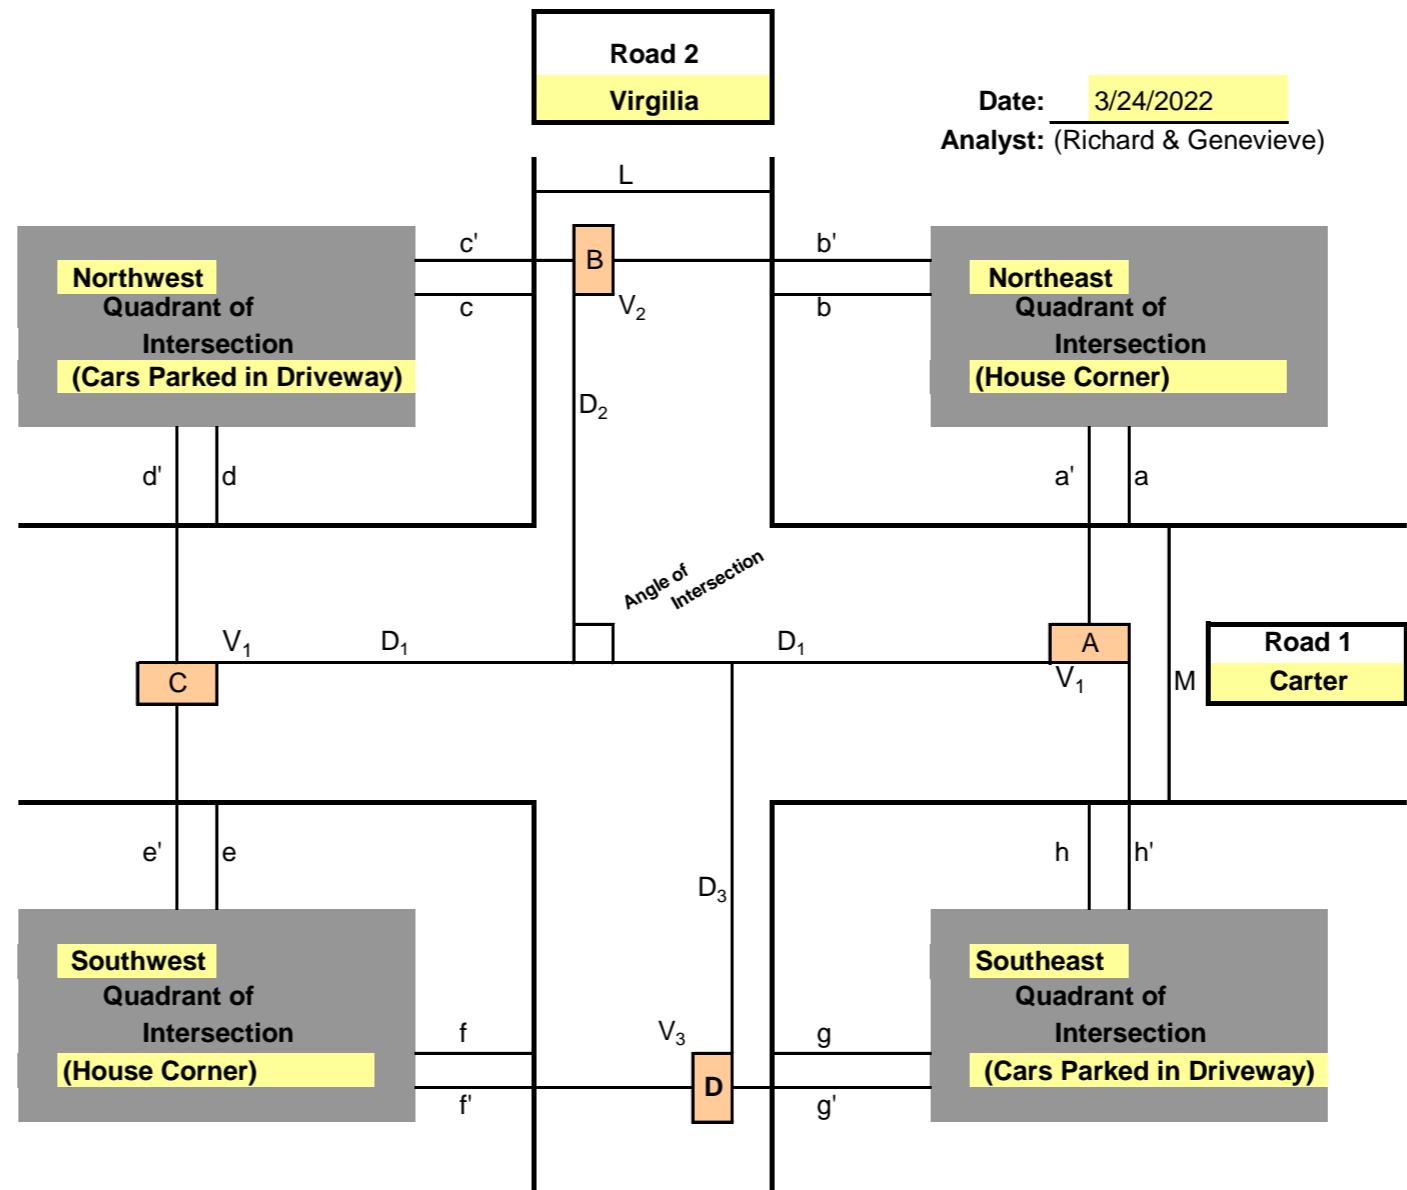 Road 2
Virgilia
Date: 3/24/2022
Analyst: (Richard & Genevieve)
L
c' B b'
c V2 b
Northwest
Quadrant of
Intersection
(Cars Parked in Driveway)
Northeast
Quadrant of
Intersection
(House Corner)
D2
d' d
a' a
Angle of
Intersection
V1 D1 D1 A
C V1 M
Road 1
Carter
e' e
h h'
D3
Southwest
Quadrant of
Intersection
(House Corner)
Southeast
Quadrant of
Intersection
(Cars Parked in Driveway)
f V3 g
D
f' g'